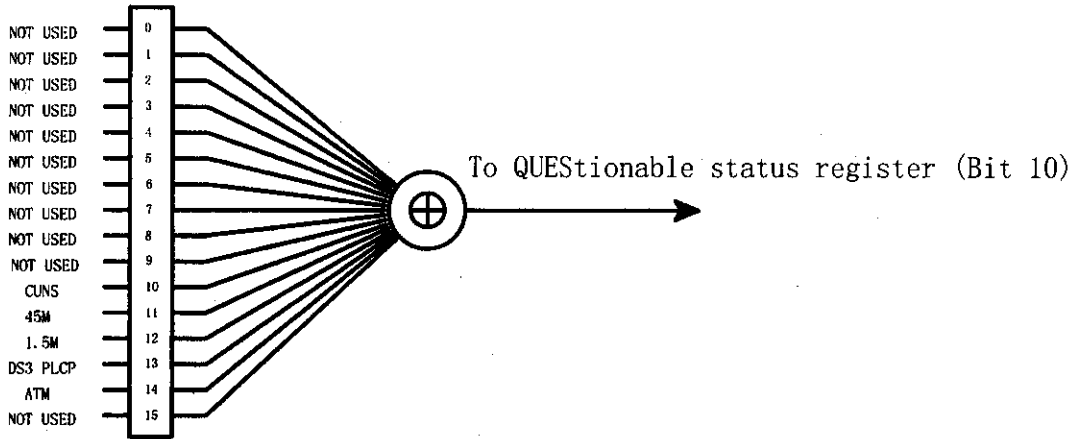 NOT USED 0
NOT USED 1
NOT USED 2
NOT USED 3
NOT USED 4
NOT USED 5
NOT USED 6
NOT USED 7
NOT USED 8
NOT USED 9
CUNS 10
45M 11
1.5M 12
DS3 PLCP 13
ATM 14
NOT USED 15
To QUEStionable status register (Bit 10)